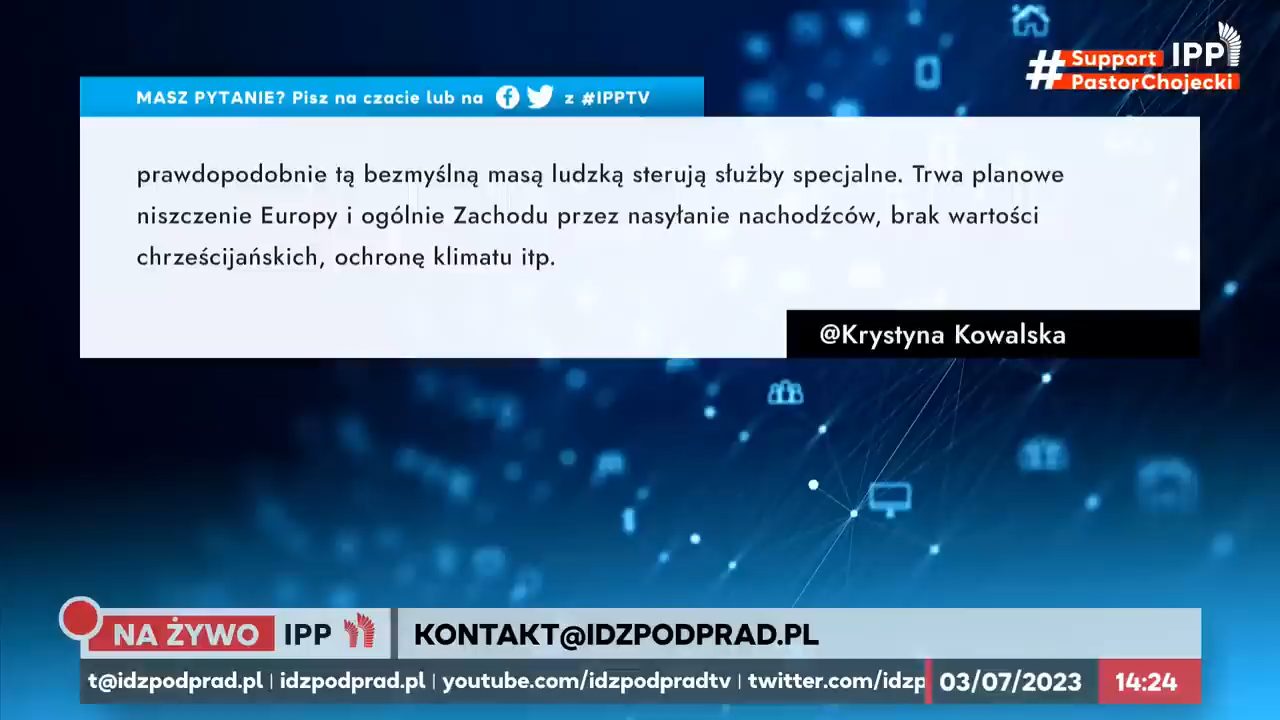 #Support IPP
PastorChojecki
MASZ PYTANIE? Pisz na czacie lub na z #IPPTV
prawdopodobnie tą bezmyślną masą ludzką sterują służby specjalne. Trwa planowe
niszczenie Europy i ogólnie Zachodu przez nasyłanie nachodźców, brak wartości
chrześcijańskich, ochronę klimatu itp.
@Krystyna Kowalska
NA ŻYWO IPP KONTAKT@IDZPODPRAD.PL
t@idzpodprad.pl | idzpodprad.pl | youtube.com/idzpodpradtv | twitter.com/idzp 03/07/2023 14:24